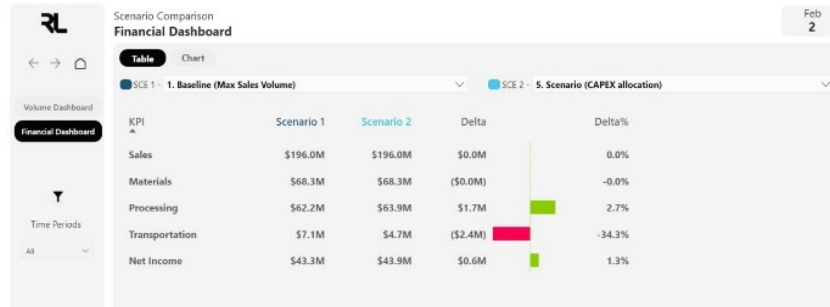 RL
Scenario Comparison
Financial Dashboard
Feb
2
Table Chart
SCE 1 - 1. Baseline (Max Sales Volume) SCE 2 - 5. Scenario (CAPEX allocation)
Volume Dashboard
Financial Dashboard
Time Periods
All
KPI Scenario 1 Scenario 2 Delta Delta%
Sales $196.0M $196.0M $0.0M 0.0%
Materials $68.3M $68.3M ($0.0M) -0.0%
Processing $62.2M $63.9M $1.7M 2.7%
Transportation $7.1M $4.7M ($2.4M) -34.3%
Net Income $43.3M $43.9M $0.6M 1.3%